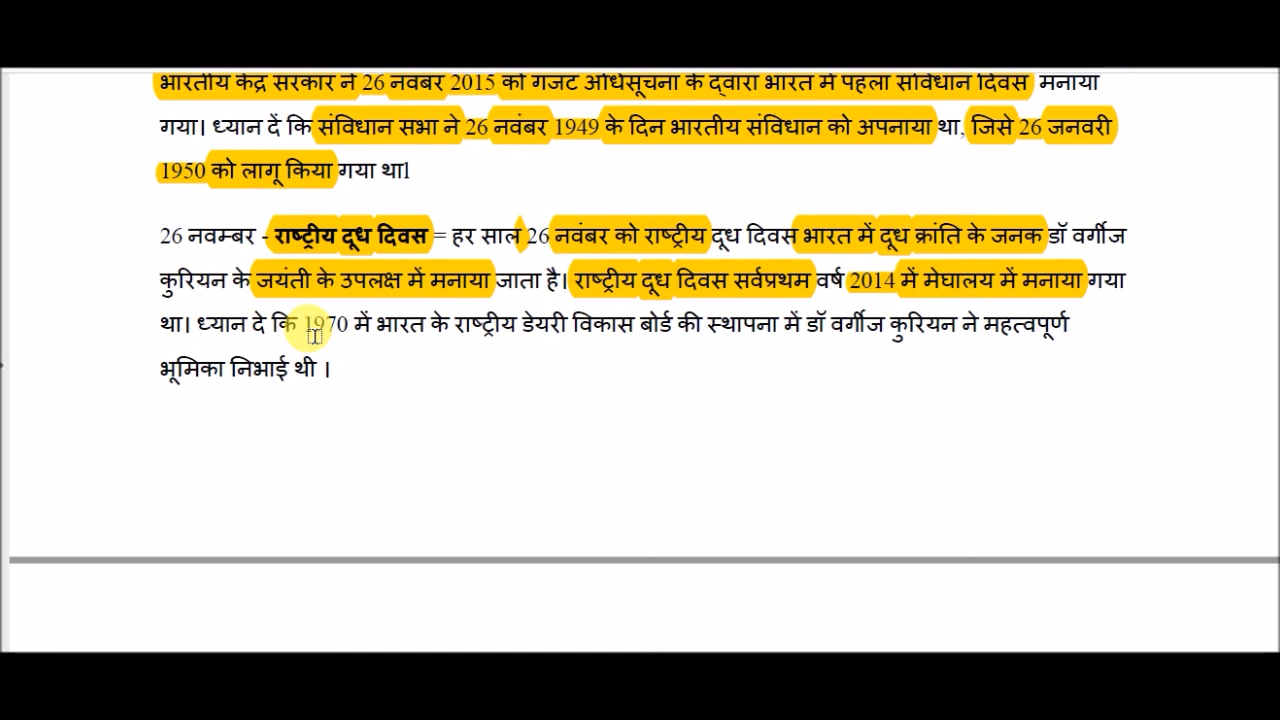 भारतीय केंद्र सरकार ने 26 नवंबर 2015 को गजट अधिसूचना के द्वारा भारत में पहला संविधान दिवस मनाया
गया। ध्यान दें कि संविधान सभा ने 26 नवंबर 1949 के दिन भारतीय संविधान को अपनाया था, जिसे 26 जनवरी
1950 को लागू किया गया थाl
26 नवम्बर - राष्ट्रीय दूध दिवस = हर साल 26 नवंबर को राष्ट्रीय दूध दिवस भारत में दूध क्रांति के जनक डॉ वर्गीज
कुरियन के जयंती के उपलक्ष में मनाया जाता है। राष्ट्रीय दूध दिवस सर्वप्रथम वर्ष 2014 में मेघालय में मनाया गया
था। ध्यान दे कि 1970 में भारत के राष्ट्रीय डेयरी विकास बोर्ड की स्थापना में डॉ वर्गीज कुरियन ने महत्वपूर्ण
भूमिका निभाई थी ।